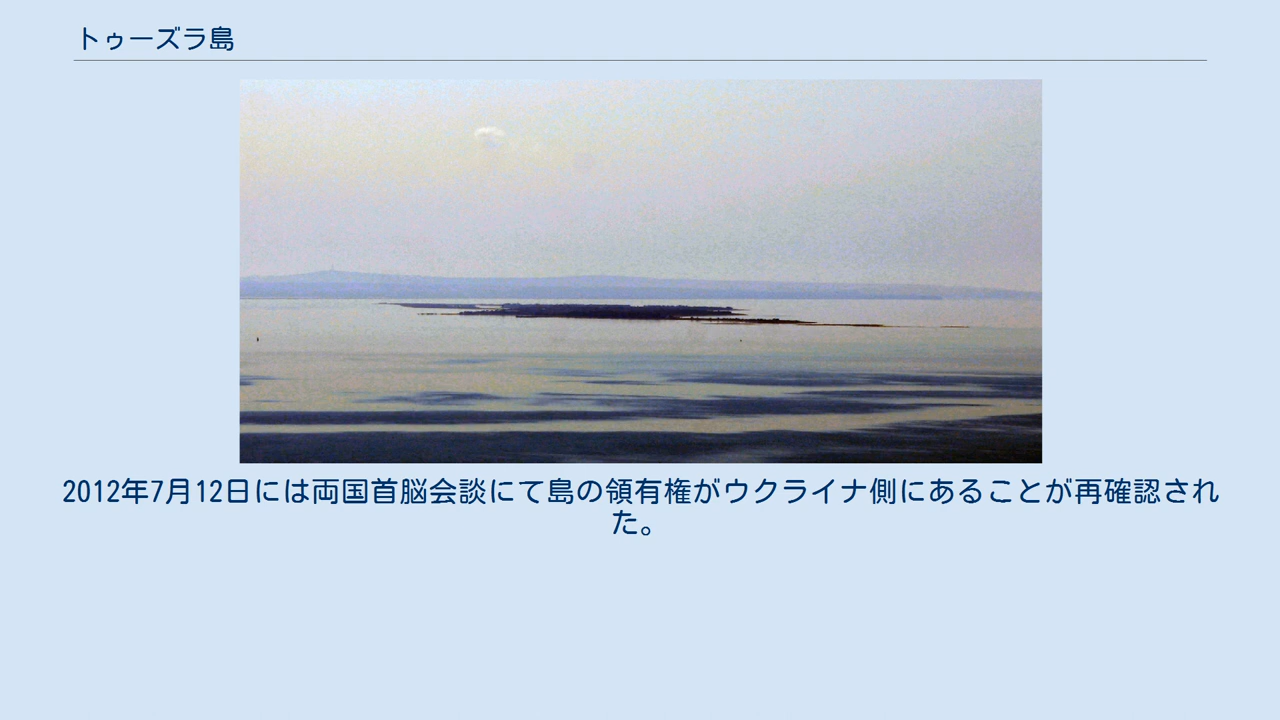 トゥーズラ島
2012年7月12日には両国首脳会談にて島の領有権がウクライナ側にあることが再確認され
た。